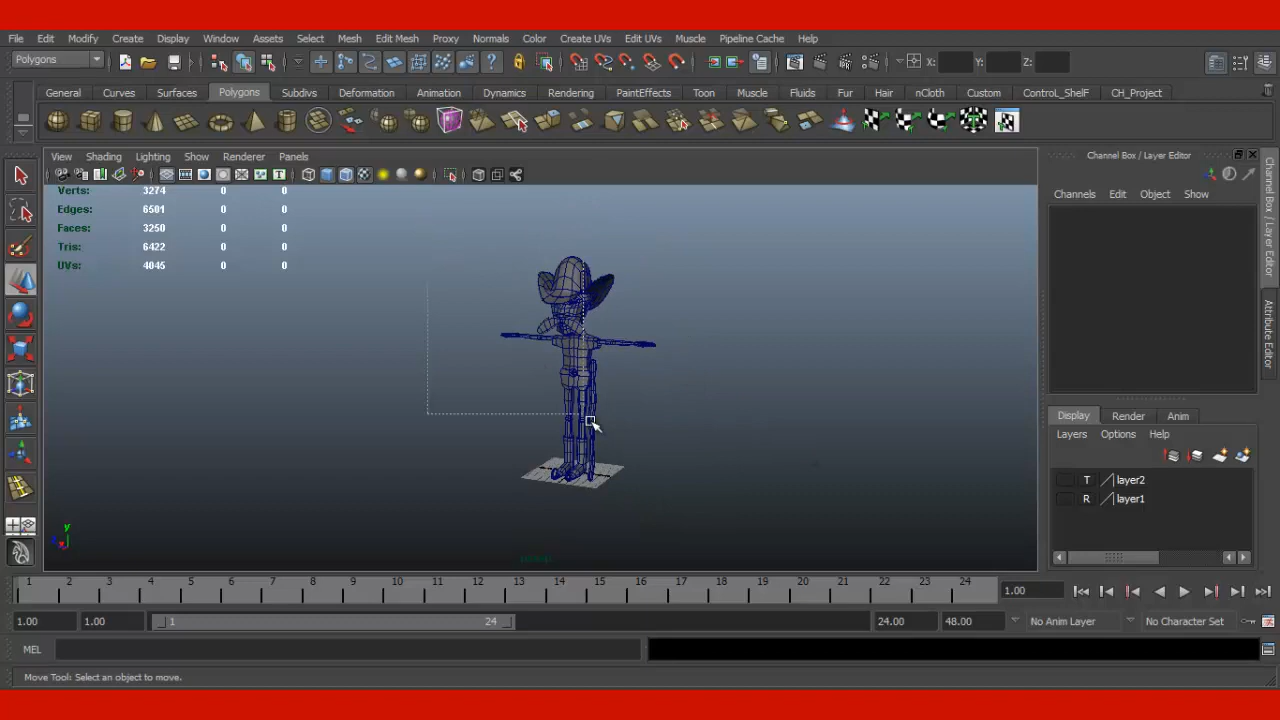 File Edit Modify Create Display Window Assets Select Mesh Edit Mesh Proxy Normals Color Create UVs Edit UVs Muscle Pipeline Cache Help
Polygons X: Y: Z:
General Curves Surfaces Polygons Subdivs Deformation Animation Dynamics Rendering PaintEffects Toon Muscle Fluids Fur Hair nCloth Custom ControL_ShelF CH_Project
View Shading Lighting Show Renderer Panels
Channel Box / Layer Editor
Channels Edit Object Show
Verts: 3274 0 0
Edges: 6501 0 0
Faces: 3250 0 0
Tris: 6422 0 0
UVs: 4045 0 0
Channel Box / Layer Editor
Attribute Editor
Display Render Anim
Layers Options Help
T layer2
R layer1
y
1 2 3 4 5 6 7 8 9 10 11 12 13 14 15 16 17 18 19 20 21 22 23 24 1.00
1.00 1.00 1 24 24.00 48.00 No Anim Layer No Character Set
MEL
Move Tool: Select an object to move.